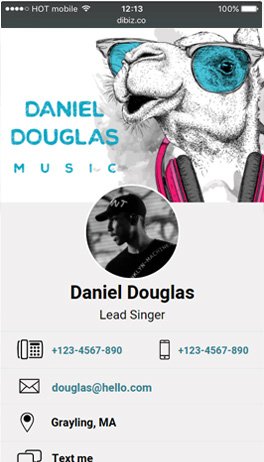 HOT mobile 12:13 100%
dibiz.co
DANIEL
DOUGLAS
MUSIC
Daniel Douglas
Lead Singer
+123-4567-890 +123-4567-890
douglas@hello.com
Grayling, MA
Text me